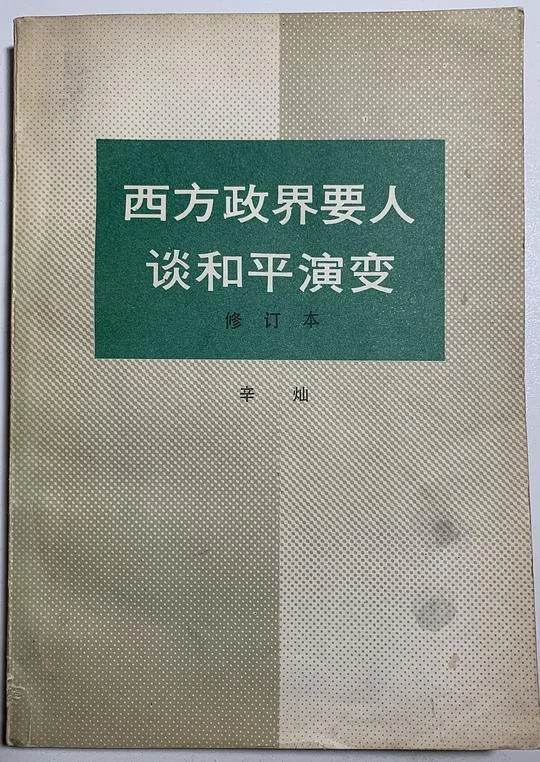 西方政界要人
谈和平演变
修订本
辛灿